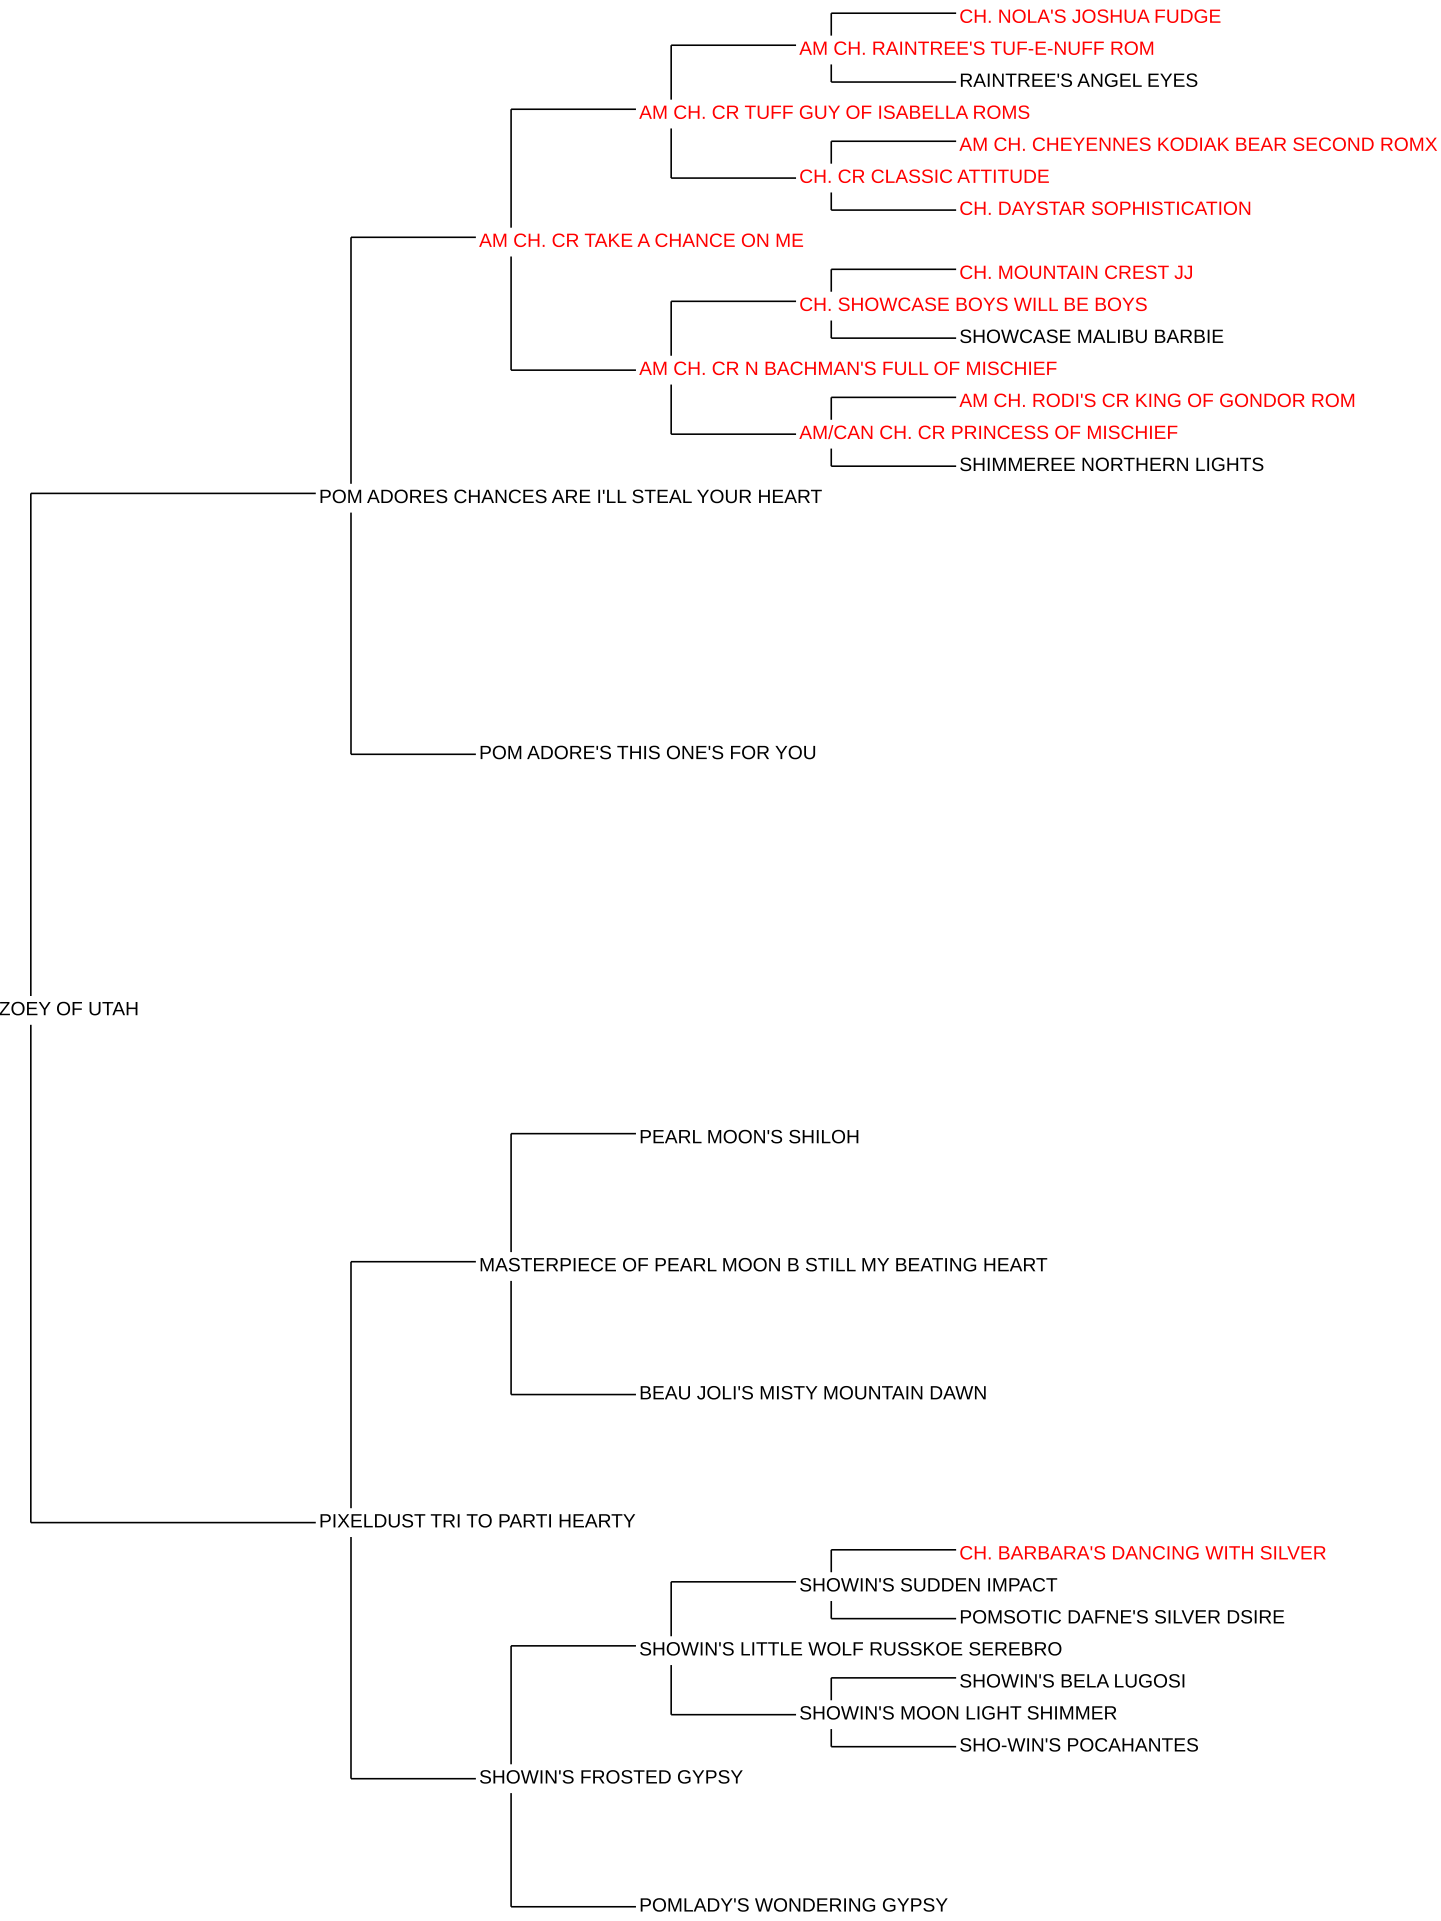 CH. NOLA'S JOSHUA FUDGE
AM CH. RAINTREE'S TUF-E-NUFF ROM
RAINTREE'S ANGEL EYES
AM CH. CR TUFF GUY OF ISABELLA ROMS
AM CH. CHEYENNES KODIAK BEAR SECOND ROMX
CH. CR CLASSIC ATTITUDE
CH. DAYSTAR SOPHISTICATION
AM CH. CR TAKE A CHANCE ON ME
CH. MOUNTAIN CREST JJ
CH. SHOWCASE BOYS WILL BE BOYS
SHOWCASE MALIBU BARBIE
AM CH. CR N BACHMAN'S FULL OF MISCHIEF
AM CH. RODI'S CR KING OF GONDOR ROM
AM/CAN CH. CR PRINCESS OF MISCHIEF
SHIMMEREE NORTHERN LIGHTS
POM ADORES CHANCES ARE I'LL STEAL YOUR HEART
POM ADORE'S THIS ONE'S FOR YOU
ZOEY OF UTAH
PEARL MOON'S SHILOH
MASTERPIECE OF PEARL MOON B STILL MY BEATING HEART
BEAU JOLI'S MISTY MOUNTAIN DAWN
PIXELDUST TRI TO PARTI HEARTY
CH. BARBARA'S DANCING WITH SILVER
SHOWIN'S SUDDEN IMPACT
POMSOTIC DAFNE'S SILVER DSIRE
SHOWIN'S LITTLE WOLF RUSSKOE SEREBRO
SHOWIN'S BELA LUGOSI
SHOWIN'S MOON LIGHT SHIMMER
SHO-WIN'S POCAHANTES
SHOWIN'S FROSTED GYPSY
POMLADY'S WONDERING GYPSY